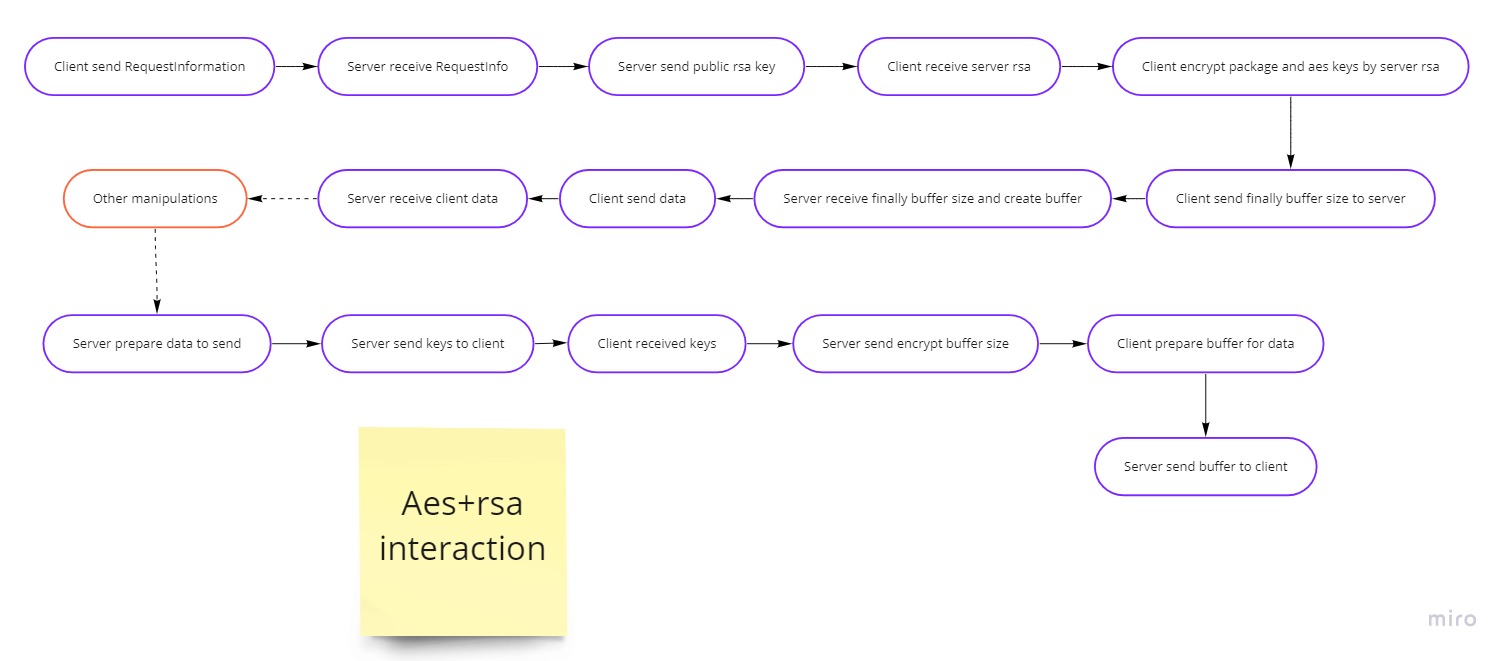 Client send RequestInformation
Server receive RequestInfo
Server send public rsa key
Client receive server rsa
Client encrypt package and aes keys by server rsa
Other manipulations
Server receive client data
Client send data
Server receive finally buffer size and create buffer
Client send finally buffer size to server
Server prepare data to send
Server send keys to client
Client received keys
Server send encrypt buffer size
Client prepare buffer for data
Server send buffer to client
Aes+rsa
interaction
miro